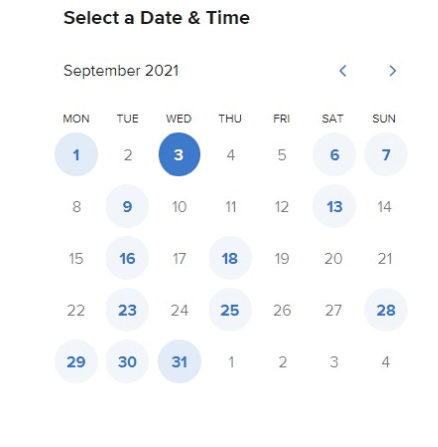 Select a Date & Time
September 2021
MON TUE WED THU FRI SAT SUN
1 2 3 4 5 6 7
8 9 10 11 12 13 14
15 16 17 18 19 20 21
22 23 24 25 26 27 28
29 30 31 1 2 3 4